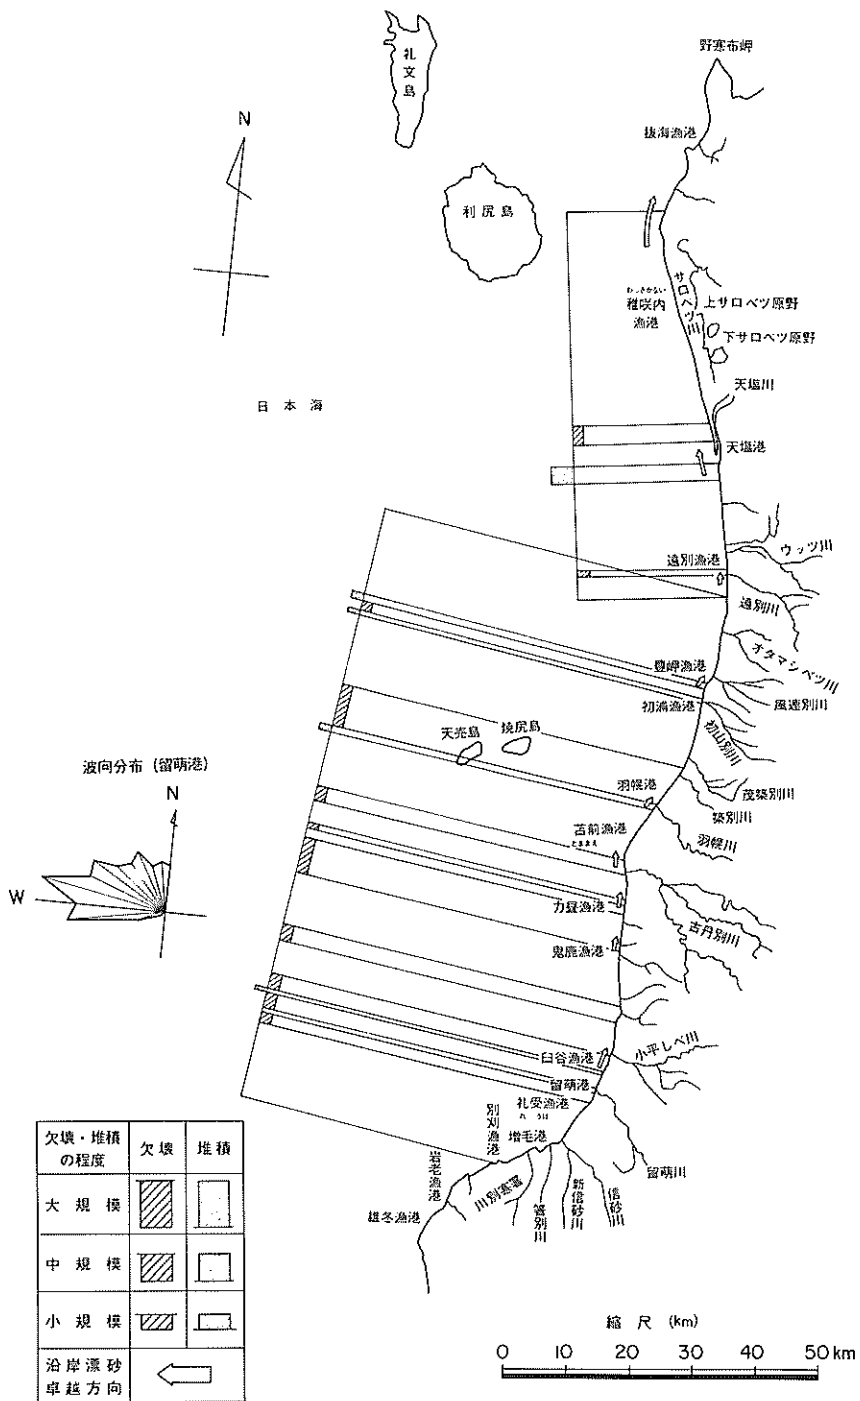 野寒布岬
礼文島
N
抜海漁港
利尻島
わっさかない
稚咲内
漁港
サロベツ川
上サロベツ原野
下サロベツ原野
天塩川
日本海
天塩港
ウッツ川
遠別漁港
遠別川
オタマシベツ川
豊岬漁港
風連別川
初浦漁港
初山別川
天売島
焼尻島
波向分布(留萌港)
N
W
羽幌港
茂築別川
築別川
羽幌川
苫前漁港
とままえ
力昼漁港
古丹別川
鬼鹿漁港
臼谷漁港
小平しべ川
留萌港
礼受漁港
別刈漁港
増毛港
岩老漁港
留萌川
雄冬漁港
川別寒暑
箸別川
新信砂川
信砂川
欠壊・堆積
の程度
欠壊
堆積
大規模
中規模
小規模
沿岸漂砂
卓越方向
縮尺 (km)
0 10 20 30 40 50 km